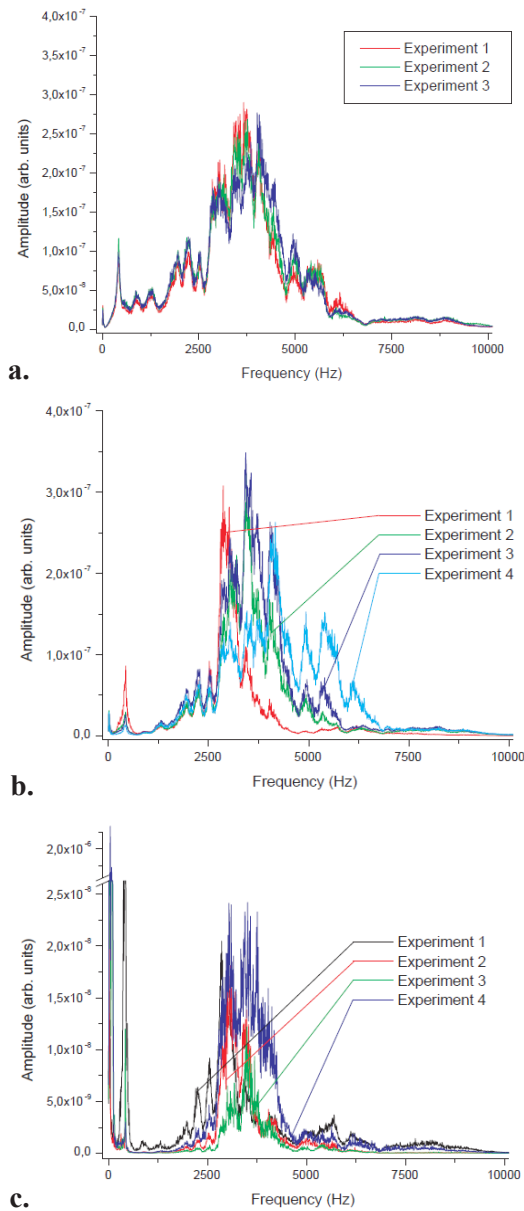 4,0x10⁻⁷
3,5x10⁻⁷
3,0x10⁻⁷
2,5x10⁻⁷
2,0x10⁻⁷
1,5x10⁻⁷
1,0x10⁻⁷
5,0x10⁻⁸
0,0
Amplitude (arb. units)
Experiment 1
Experiment 2
Experiment 3
0 2500 5000 7500 10000
Frequency (Hz)
a.
4,0x10⁻⁷
3,0x10⁻⁷
2,0x10⁻⁷
1,0x10⁻⁷
0,0
Amplitude (arb. units)
Experiment 1
Experiment 2
Experiment 3
Experiment 4
0 2500 5000 7500 10000
Frequency (Hz)
b.
2,0x10⁻⁶
2,5x10⁻⁸
2,0x10⁻⁸
1,5x10⁻⁸
1,0x10⁻⁸
5,0x10⁻⁹
0,0
Amplitude (arb. units)
Experiment 1
Experiment 2
Experiment 3
Experiment 4
0 2500 5000 7500 10000
Frequency (Hz)
c.